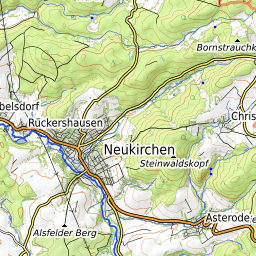 Bornstrauchk
belsdorf
Rückershausen
Chris
Neukirchen
Steinwaldskopf
Asterode
Alsfelder Berg